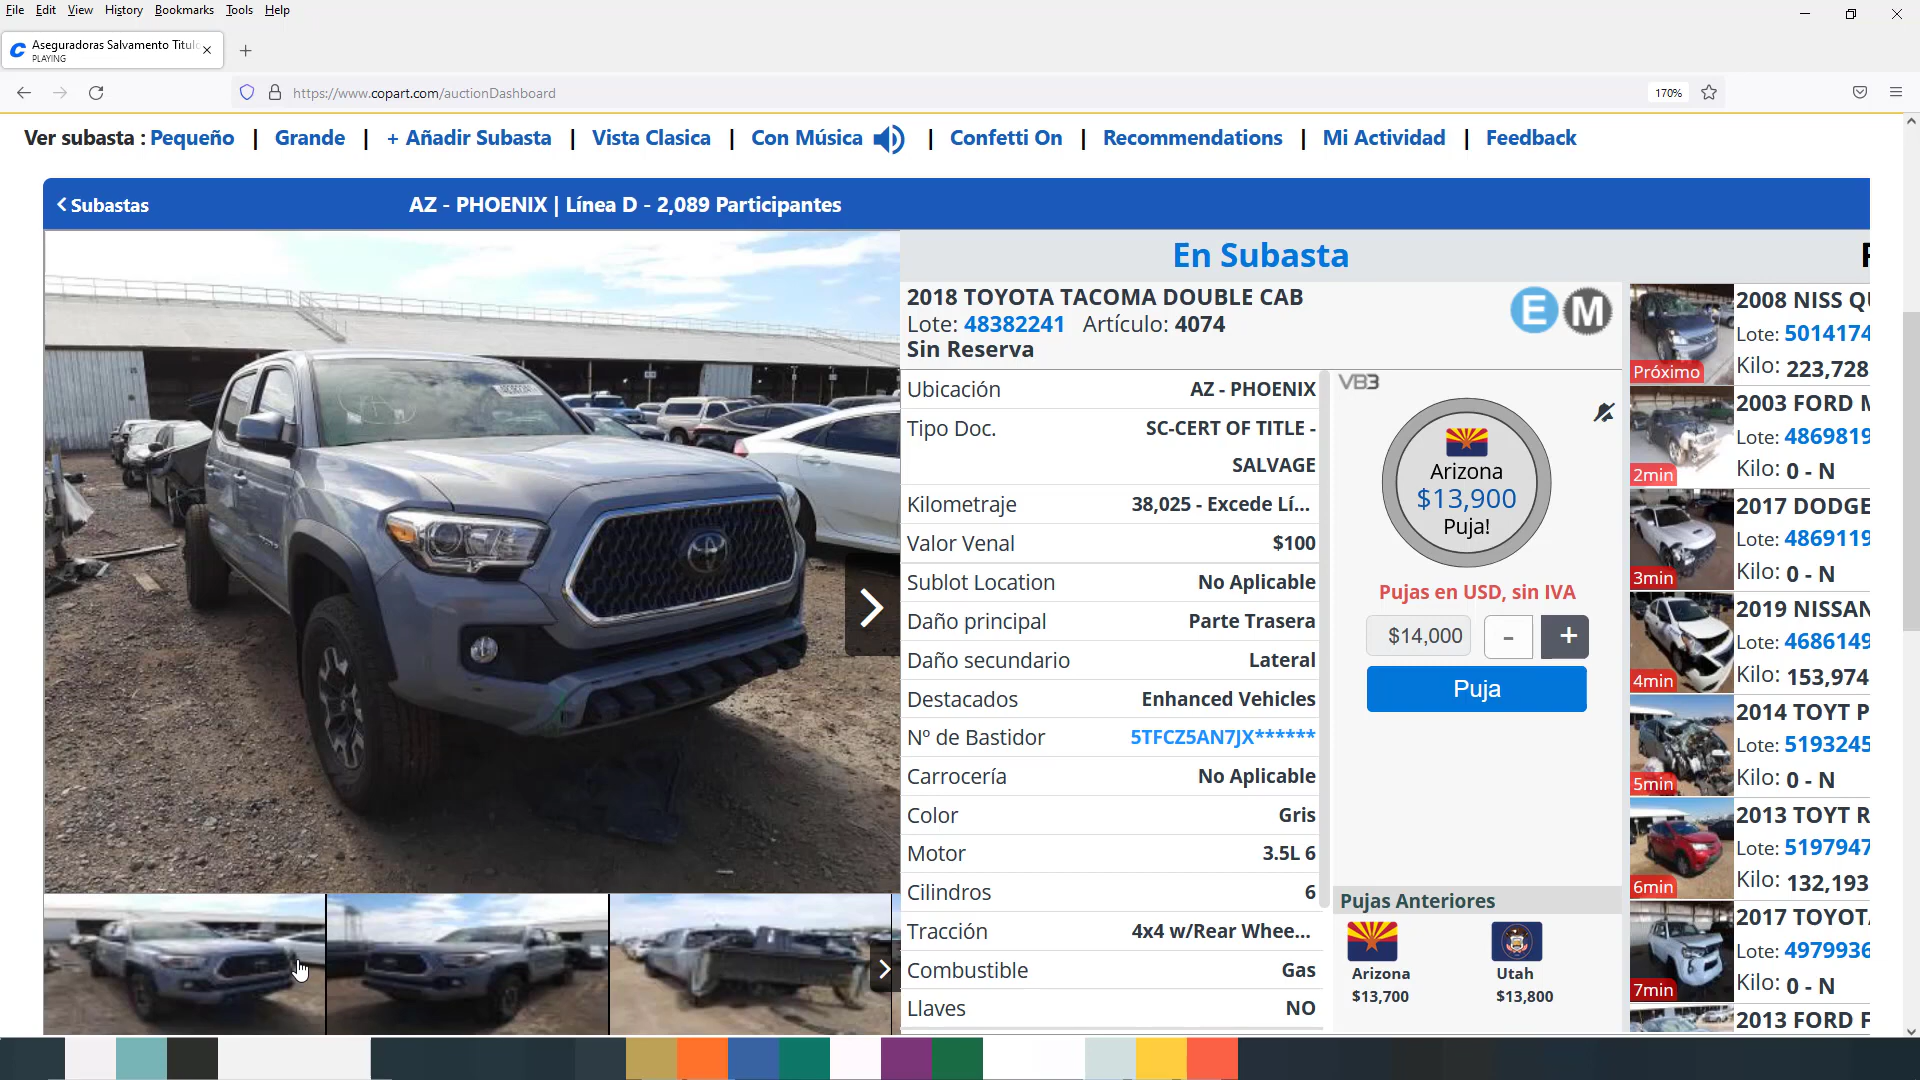 File Edit View History Bookmarks Tools Help
Aseguradoras Salvamento Titulo
PLAYING
https://www.copart.com/auctionDashboard
170%
Ver subasta : Pequeño | Grande | + Añadir Subasta | Vista Clasica | Con Música | Confetti On | Recommendations | Mi Actividad | Feedback
Subastas
AZ - PHOENIX | Línea D - 2,089 Participantes
En Subasta
2018 TOYOTA TACOMA DOUBLE CAB
Lote: 48382241 Artículo: 4074
Sin Reserva
E M
Ubicación AZ - PHOENIX
Tipo Doc. SC-CERT OF TITLE -
SALVAGE
Kilometraje 38,025 - Excede Lí...
Valor Venal $100
Sublot Location No Aplicable
Daño principal Parte Trasera
Daño secundario Lateral
Destacados Enhanced Vehicles
Nº de Bastidor 5TFCZ5AN7JX******
Carrocería No Aplicable
Color Gris
Motor 3.5L 6
Cilindros 6
Tracción 4x4 w/Rear Whee...
Combustible Gas
Llaves NO
VB3
Arizona
$13,900
Puja!
Pujas en USD, sin IVA
$14,000 - +
Puja
Pujas Anteriores
Arizona
$13,700
Utah
$13,800
2008 NISS QU
Lote: 5014174
Kilo: 223,728
Próximo
2003 FORD M
Lote: 4869819
Kilo: 0 - N
2min
2017 DODGE
Lote: 4869119
Kilo: 0 - N
3min
2019 NISSAN
Lote: 4686149
Kilo: 153,974
4min
2014 TOYT P
Lote: 5193245
Kilo: 0 - N
5min
2013 TOYT R
Lote: 5197947
Kilo: 132,193
6min
2017 TOYOTA
Lote: 4979936
Kilo: 0 - N
7min
2013 FORD F